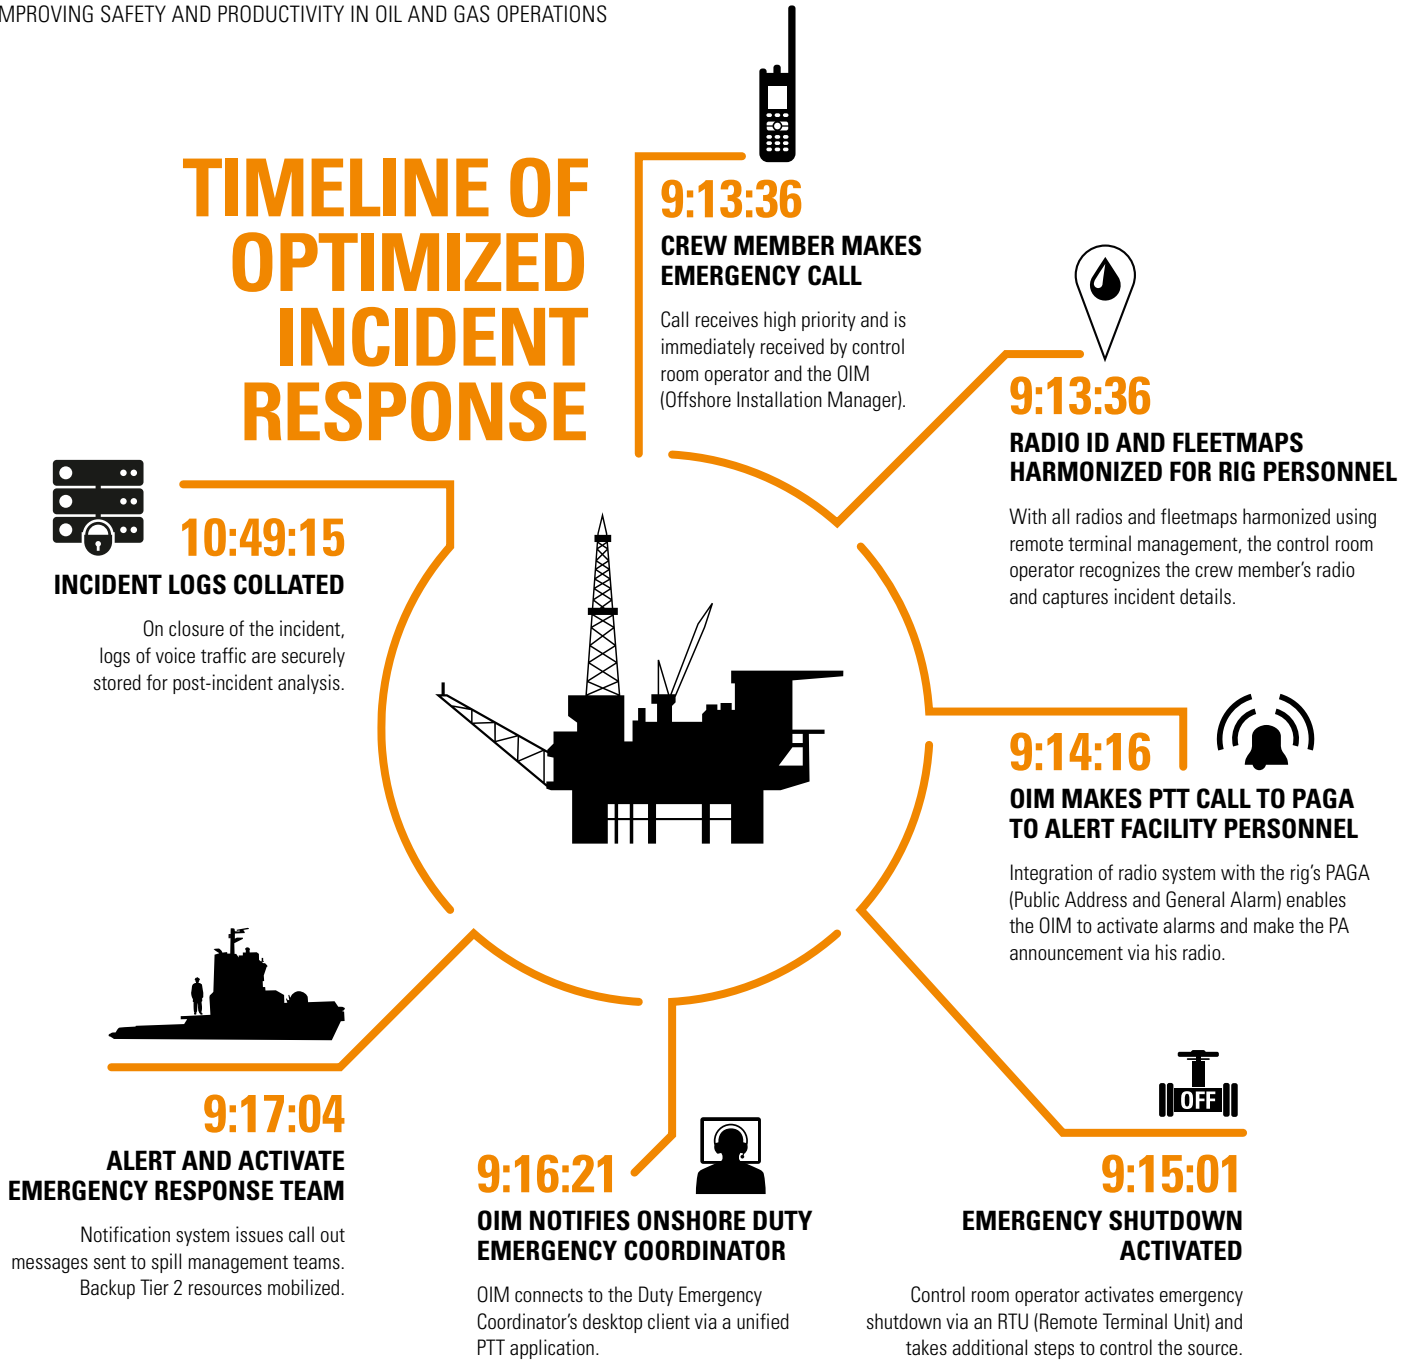 IMPROVING SAFETY AND PRODUCTIVITY IN OIL AND GAS OPERATIONS
TIMELINE OF
OPTIMIZED
INCIDENT
RESPONSE
9:13:36
CREW MEMBER MAKES
EMERGENCY CALL
Call receives high priority and is
immediately received by control
room operator and the OIM
(Offshore Installation Manager).
9:13:36
RADIO ID AND FLEETMAPS
HARMONIZED FOR RIG PERSONNEL
With all radios and fleetmaps harmonized using
remote terminal management, the control room
operator recognizes the crew member's radio
and captures incident details.
9:14:16
OIM MAKES PTT CALL TO PAGA
TO ALERT FACILITY PERSONNEL
Integration of radio system with the rig's PAGA
(Public Address and General Alarm) enables
the OIM to activate alarms and make the PA
announcement via his radio.
OFF
9:15:01
EMERGENCY SHUTDOWN
ACTIVATED
Control room operator activates emergency
shutdown via an RTU (Remote Terminal Unit) and
takes additional steps to control the source.
9:16:21
OIM NOTIFIES ONSHORE DUTY
EMERGENCY COORDINATOR
OIM connects to the Duty Emergency
Coordinator's desktop client via a unified
PTT application.
9:17:04
ALERT AND ACTIVATE
EMERGENCY RESPONSE TEAM
Notification system issues call out
messages sent to spill management teams.
Backup Tier 2 resources mobilized.
10:49:15
INCIDENT LOGS COLLATED
On closure of the incident,
logs of voice traffic are securely
stored for post-incident analysis.